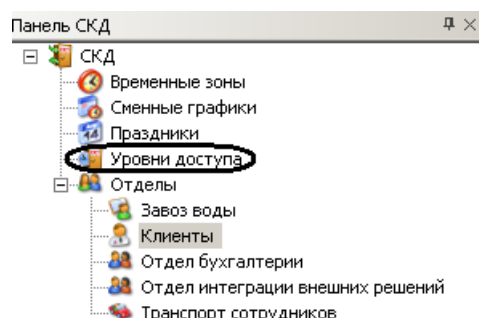 Панель СКД
СКД
Временные зоны
Сменные графики
Праздники
Уровни доступа
Отделы
Завоз воды
Клиенты
Отдел бухгалтерии
Отдел интеграции внешних решений
Транспорт сотрудников